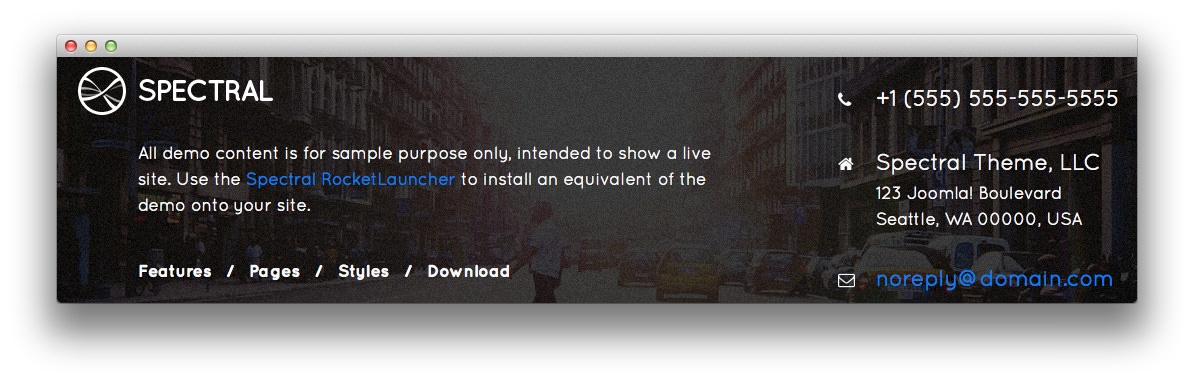 SPECTRAL
All demo content is for sample purpose only, intended to show a live
site. Use the Spectral RocketLauncher to install an equivalent of the
demo onto your site.
Features / Pages / Styles / Download
+1 (555) 555-555-5555
Spectral Theme, LLC
123 Joomla! Boulevard
Seattle, WA 00000, USA
noreply@domain.com